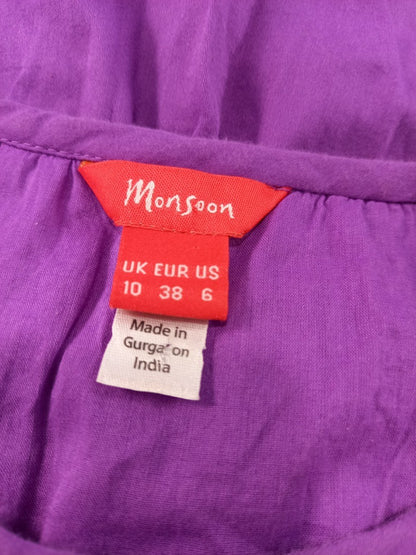 Monsoon
UK EUR US
10 38 6
Made in
Gurgaon
India